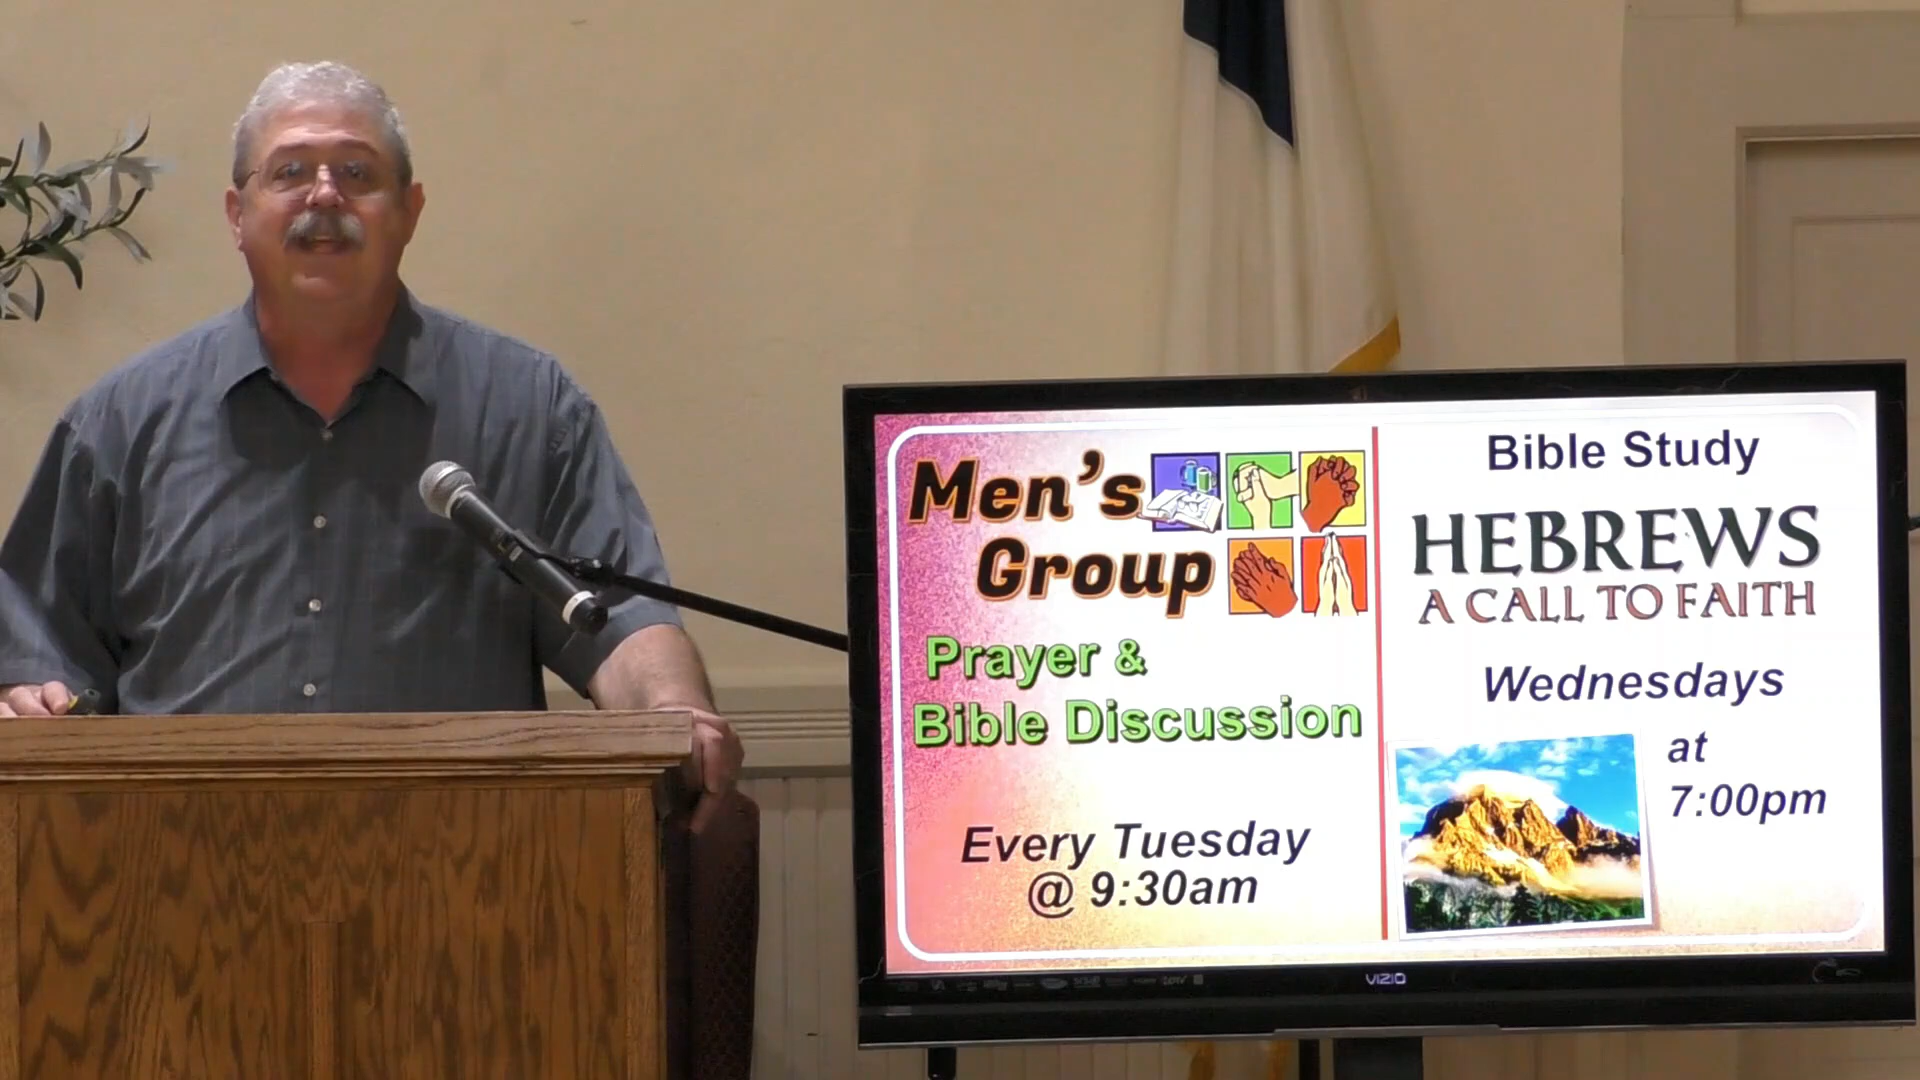 Men's
Group
Prayer &
Bible Discussion
Every Tuesday
@ 9:30am
Bible Study
HEBREWS
A CALL TO FAITH
Wednesdays
at
7:00pm
VIZIO